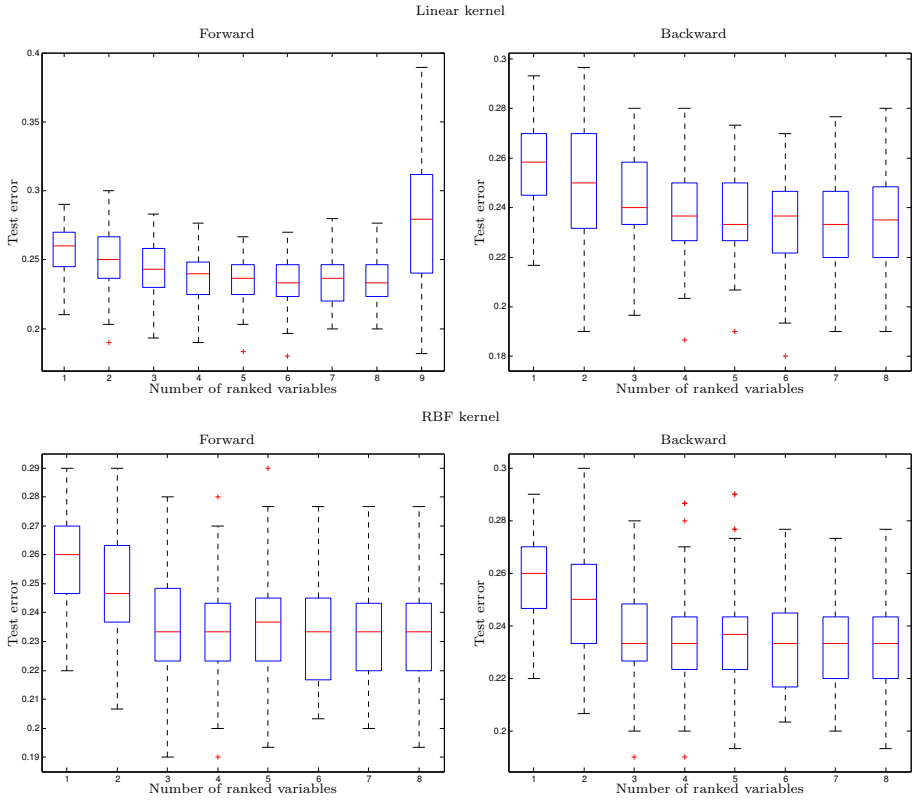 Linear kernel
Forward
Backward
0.4
0.35
0.3
0.25
0.2
Test error
1 2 3 4 5 6 7 8 9
Number of ranked variables
0.3
0.28
0.26
0.24
0.22
0.2
0.18
Test error
1 2 3 4 5 6 7 8
Number of ranked variables
RBF kernel
Forward
Backward
0.29
0.28
0.27
0.26
0.25
0.24
0.23
0.22
0.21
0.2
0.19
Test error
1 2 3 4 5 6 7 8
Number of ranked variables
0.3
0.28
0.26
0.24
0.22
0.2
Test error
1 2 3 4 5 6 7 8
Number of ranked variables